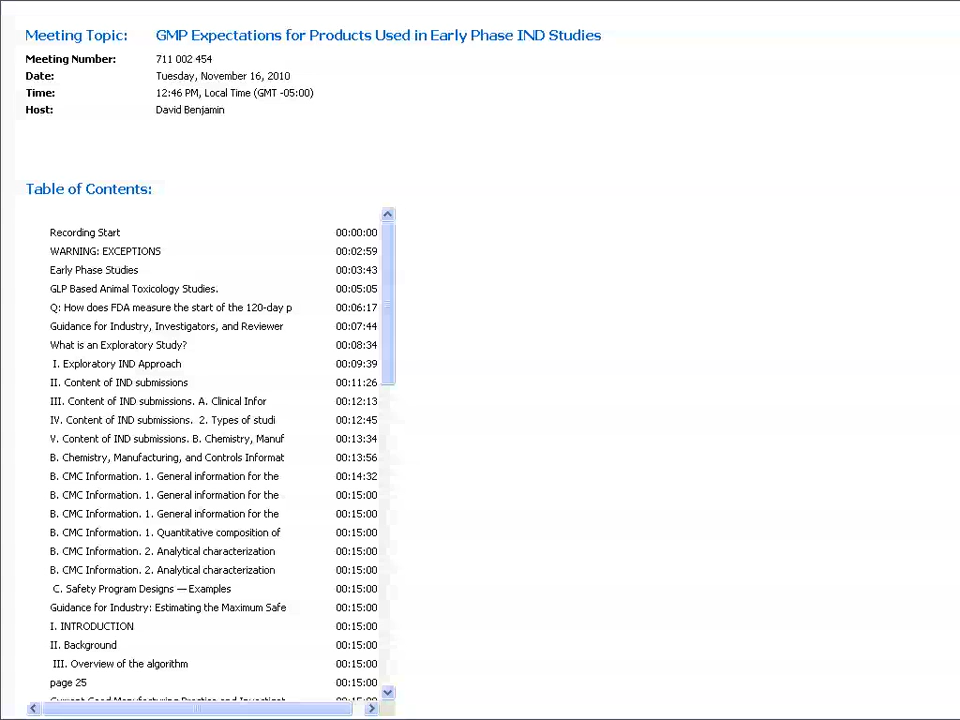 Meeting Topic: GMP Expectations for Products Used in Early Phase IND Studies
Meeting Number: 711 002 454
Date: Tuesday, November 16, 2010
Time: 12:46 PM, Local Time (GMT -05:00)
Host: David Benjamin
Table of Contents:
Recording Start 00:00:00
WARNING: EXCEPTIONS 00:02:59
Early Phase Studies 00:03:43
GLP Based Animal Toxicology Studies. 00:05:05
Q: How does FDA measure the start of the 120-day p 00:06:17
Guidance for Industry, Investigators, and Reviewer 00:07:44
What is an Exploratory Study? 00:08:34
I. Exploratory IND Approach 00:09:39
II. Content of IND submissions 00:11:26
III. Content of IND submissions. A. Clinical Infor 00:12:13
IV. Content of IND submissions. 2. Types of studi 00:12:45
V. Content of IND submissions. B. Chemistry, Manuf 00:13:34
B. Chemistry, Manufacturing, and Controls Informat 00:13:56
B. CMC Information. 1. General information for the 00:14:32
B. CMC Information. 1. General information for the 00:15:00
B. CMC Information. 1. General information for the 00:15:00
B. CMC Information. 1. Quantitative composition of 00:15:00
B. CMC Information. 2. Analytical characterization 00:15:00
B. CMC Information. 2. Analytical characterization 00:15:00
C. Safety Program Designs — Examples 00:15:00
Guidance for Industry: Estimating the Maximum Safe 00:15:00
I. INTRODUCTION 00:15:00
II. Background 00:15:00
III. Overview of the algorithm 00:15:00
page 25 00:15:00
Current Good Manufacturing Practice and Investigat 00:15:00